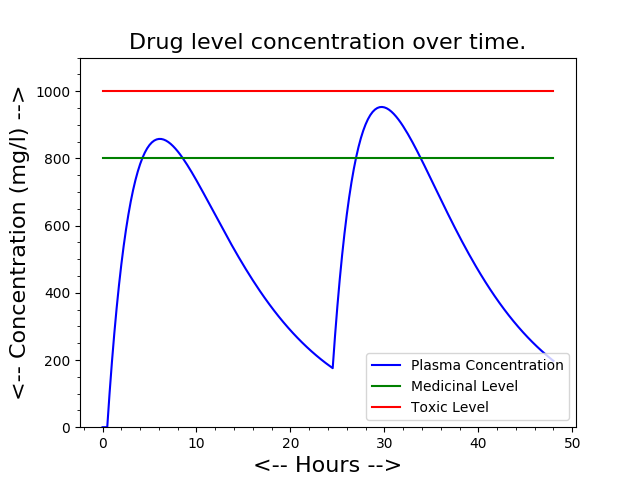 Drug level concentration over time.
<-- Concentration (mg/l) -->
1000
800
600
400
200
0
0 10 20 30 40 50
<-- Hours -->
Plasma Concentration
Medicinal Level
Toxic Level